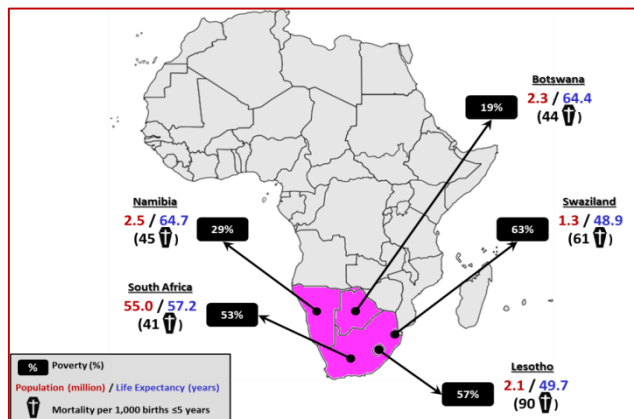 Botswana
19%
2.3 / 64.4
(44 )
Namibia
2.5 / 64.7
(45 )
29%
Swaziland
63%
1.3 / 48.9
(61 )
South Africa
55.0 / 57.2
(41 )
53%
Lesotho
57%
2.1 / 49.7
(90 )
% Poverty (%)
Population (million) / Life Expectancy (years)
Mortality per 1,000 births ≤5 years